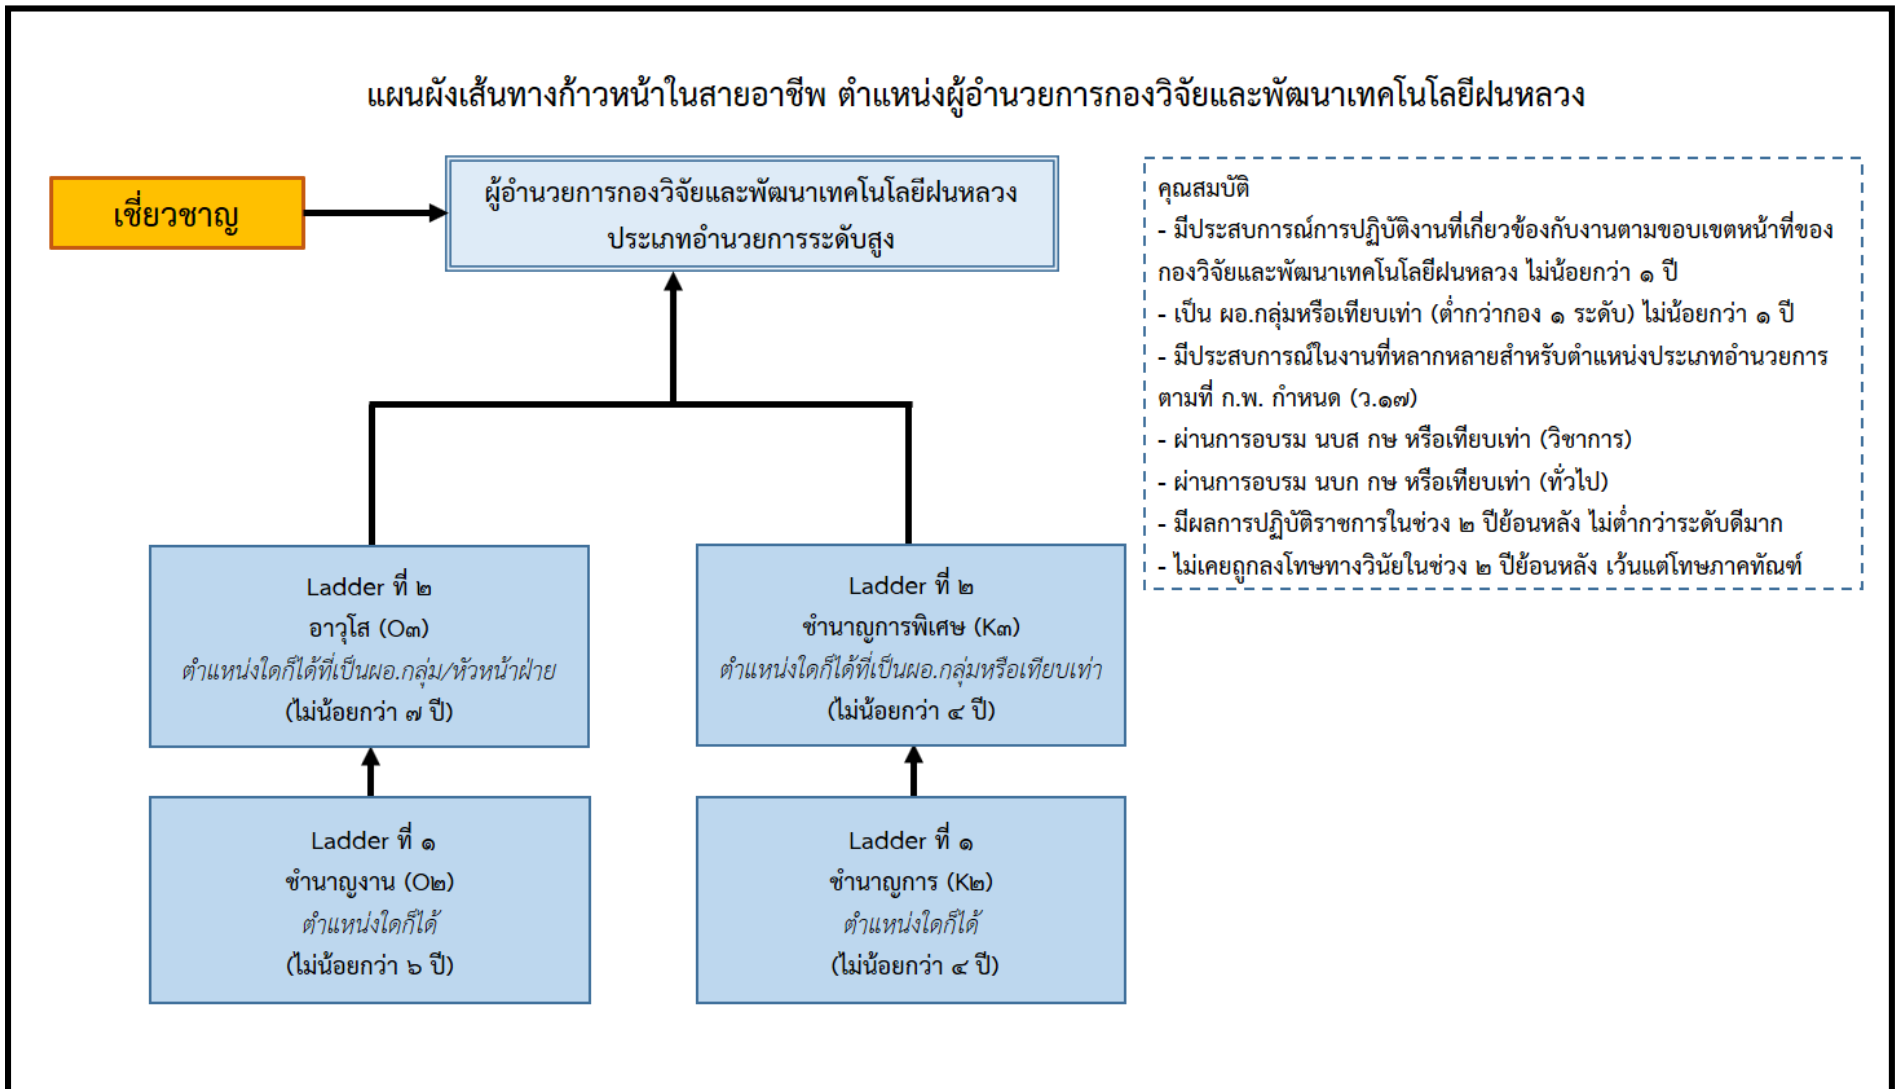 แผนผังเส้นทางก้าวหน้าในสายอาชีพ ตำแหน่งผู้อำนวยการกองวิจัยและพัฒนาเทคโนโลยีฝนหลวง
เชี่ยวชาญ
ผู้อำนวยการกองวิจัยและพัฒนาเทคโนโลยีฝนหลวง
ประเภทอำนวยการระดับสูง
คุณสมบัติ
- มีประสบการณ์การปฏิบัติงานที่เกี่ยวข้องกับงานตามขอบเขตหน้าที่ของ
กองวิจัยและพัฒนาเทคโนโลยีฝนหลวง ไม่น้อยกว่า ๑ ปี
- เป็น ผอ.กลุ่มหรือเทียบเท่า (ต่ำกว่ากอง ๑ ระดับ) ไม่น้อยกว่า ๑ ปี
- มีประสบการณ์ในงานที่หลากหลายสำหรับตำแหน่งประเภทอำนวยการ
ตามที่ ก.พ. กำหนด (ว.๑๗)
- ผ่านการอบรม นบส กษ หรือเทียบเท่า (วิชาการ)
- ผ่านการอบรม นบก กษ หรือเทียบเท่า (ทั่วไป)
- มีผลการปฏิบัติราชการในช่วง ๒ ปีย้อนหลัง ไม่ต่ำกว่าระดับดีมาก
- ไม่เคยถูกลงโทษทางวินัยในช่วง ๒ ปีย้อนหลัง เว้นแต่โทษภาคทัณฑ์
Ladder ที่ ๒
อาวุโส (O๓)
ตำแหน่งใดก็ได้ที่เป็นผอ.กลุ่ม/หัวหน้าฝ่าย
(ไม่น้อยกว่า ๗ ปี)
Ladder ที่ ๒
ชำนาญการพิเศษ (K๓)
ตำแหน่งใดก็ได้ที่เป็นผอ.กลุ่มหรือเทียบเท่า
(ไม่น้อยกว่า ๔ ปี)
Ladder ที่ ๑
ชำนาญงาน (O๒)
ตำแหน่งใดก็ได้
(ไม่น้อยกว่า ๖ ปี)
Ladder ที่ ๑
ชำนาญการ (K๒)
ตำแหน่งใดก็ได้
(ไม่น้อยกว่า ๔ ปี)